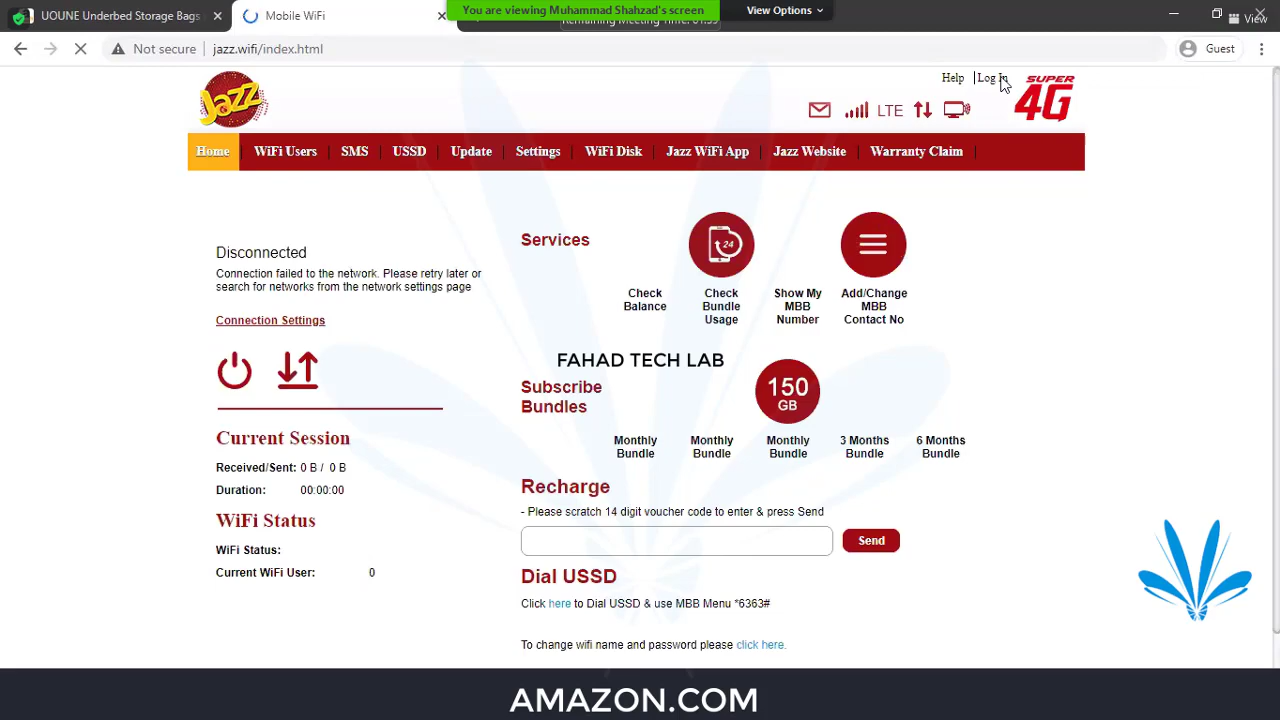 UOUNE Underbed Storage Bags
Mobile WiFi
You are viewing Muhammad Shahzad's screen
View Options
View
Not secure
jazz.wifi/index.html
Guest
Jazz
Help
Log In
SUPER
4G
LTE
Home
WiFi Users
SMS
USSD
Update
Settings
WiFi Disk
Jazz WiFi App
Jazz Website
Warranty Claim
Disconnected
Connection failed to the network. Please retry later or
search for networks from the network settings page
Connection Settings
Current Session
Received/Sent: 0 B / 0 B
Duration: 00:00:00
WiFi Status
WiFi Status:
Current WiFi User: 0
Services
24
Check
Balance
Check
Bundle
Usage
Show My
MBB
Number
Add/Change
MBB
Contact No
FAHAD TECH LAB
Subscribe
Bundles
150
GB
Monthly
Bundle
Monthly
Bundle
Monthly
Bundle
3 Months
Bundle
6 Months
Bundle
Recharge
- Please scratch 14 digit voucher code to enter & press Send
Send
Dial USSD
Click here to Dial USSD & use MBB Menu *6363#
To change wifi name and password please click here.
AMAZON.COM